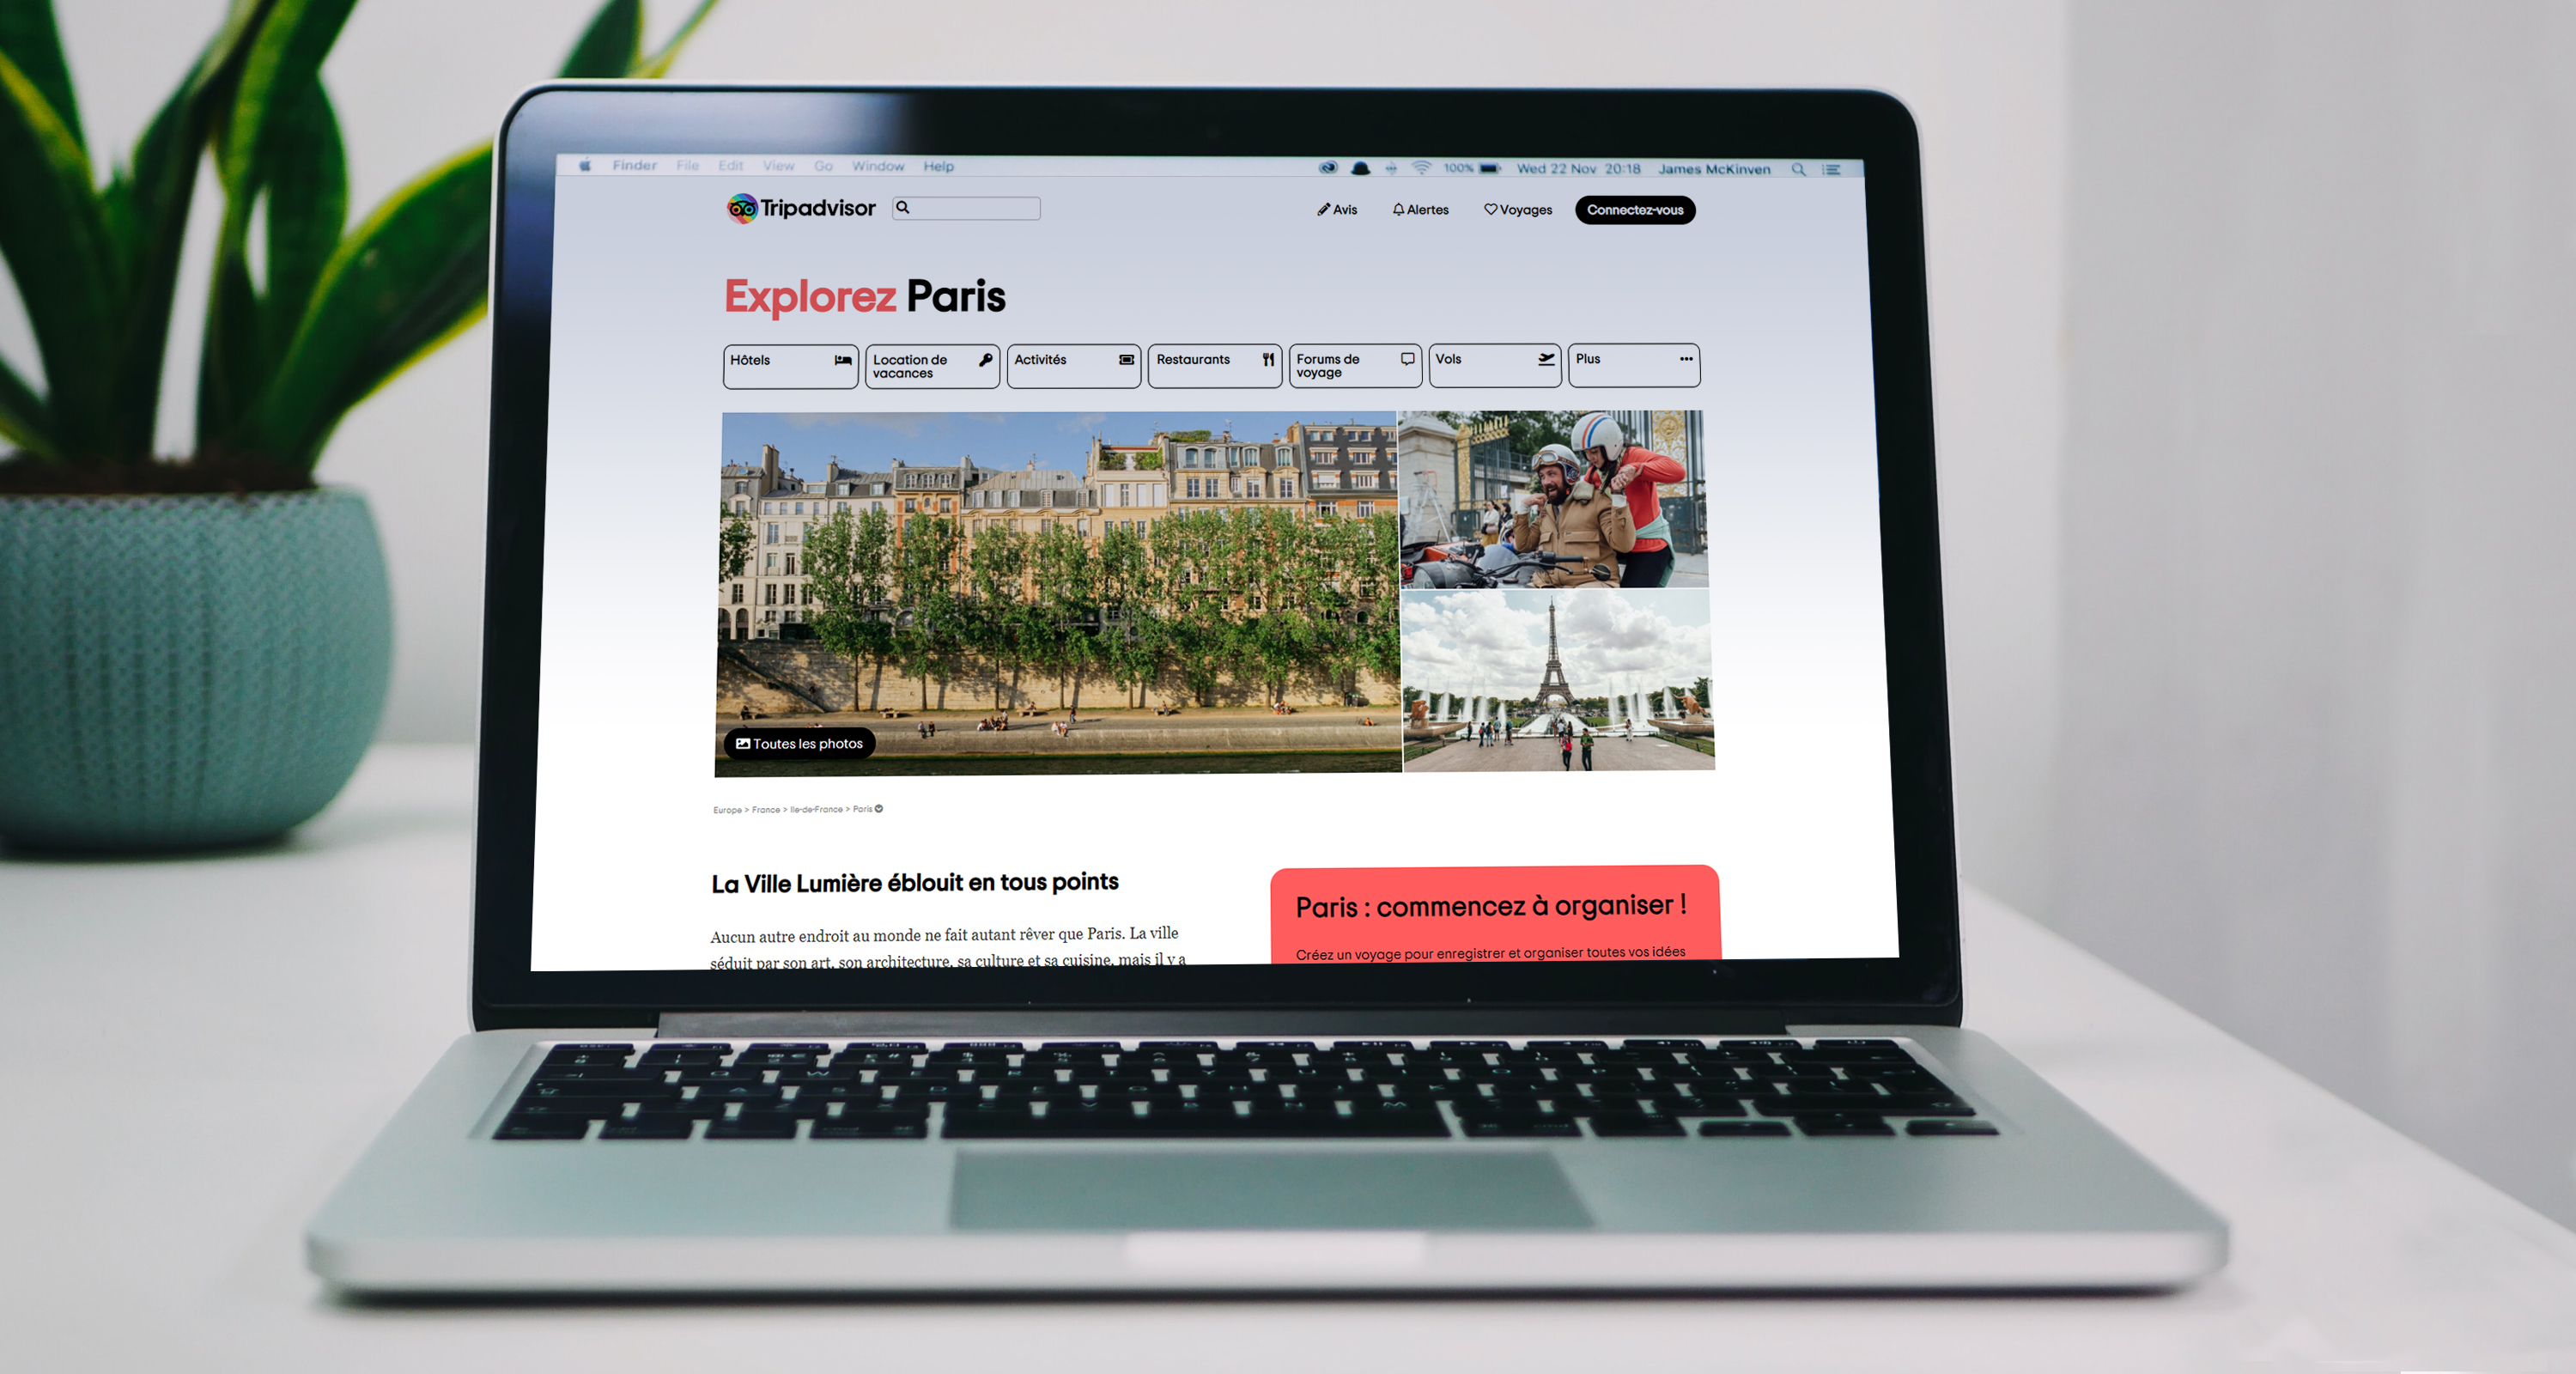 Finder File Edit View Go Window Help 100% Wed 22 Nov 20:18 James McKinven
Tripadvisor Avis Alertes Voyages Connectez-vous
Explorez Paris
Hôtels
Location de
vacances
Activités
Restaurants
Forums de
voyage
Vols
Plus
Toutes les photos
Europe > France > Ile-de-France > Paris
La Ville Lumière éblouit en tous points
Aucun autre endroit au monde ne fait autant rêver que Paris. La ville
séduit par son art, son architecture, sa culture et sa cuisine, mais il y a
Paris : commencez à organiser !
Créez un voyage pour enregistrer et organiser toutes vos idées